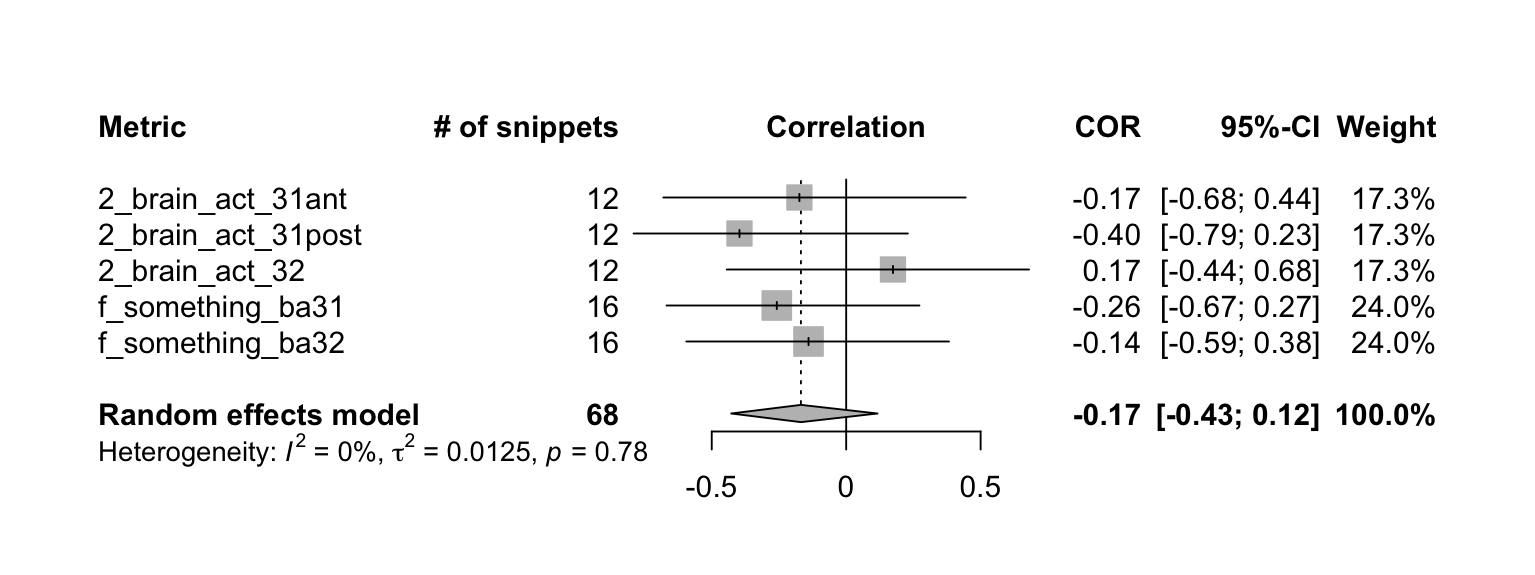 Metric # of snippets Correlation COR 95%-CI Weight
2_brain_act_31ant 12 -0.17 [-0.68; 0.44] 17.3%
2_brain_act_31post 12 -0.40 [-0.79; 0.23] 17.3%
2_brain_act_32 12 0.17 [-0.44; 0.68] 17.3%
f_something_ba31 16 -0.26 [-0.67; 0.27] 24.0%
f_something_ba32 16 -0.14 [-0.59; 0.38] 24.0%
Random effects model 68 -0.17 [-0.43; 0.12] 100.0%
Heterogeneity: I² = 0%, τ² = 0.0125, p = 0.78
-0.5 0 0.5